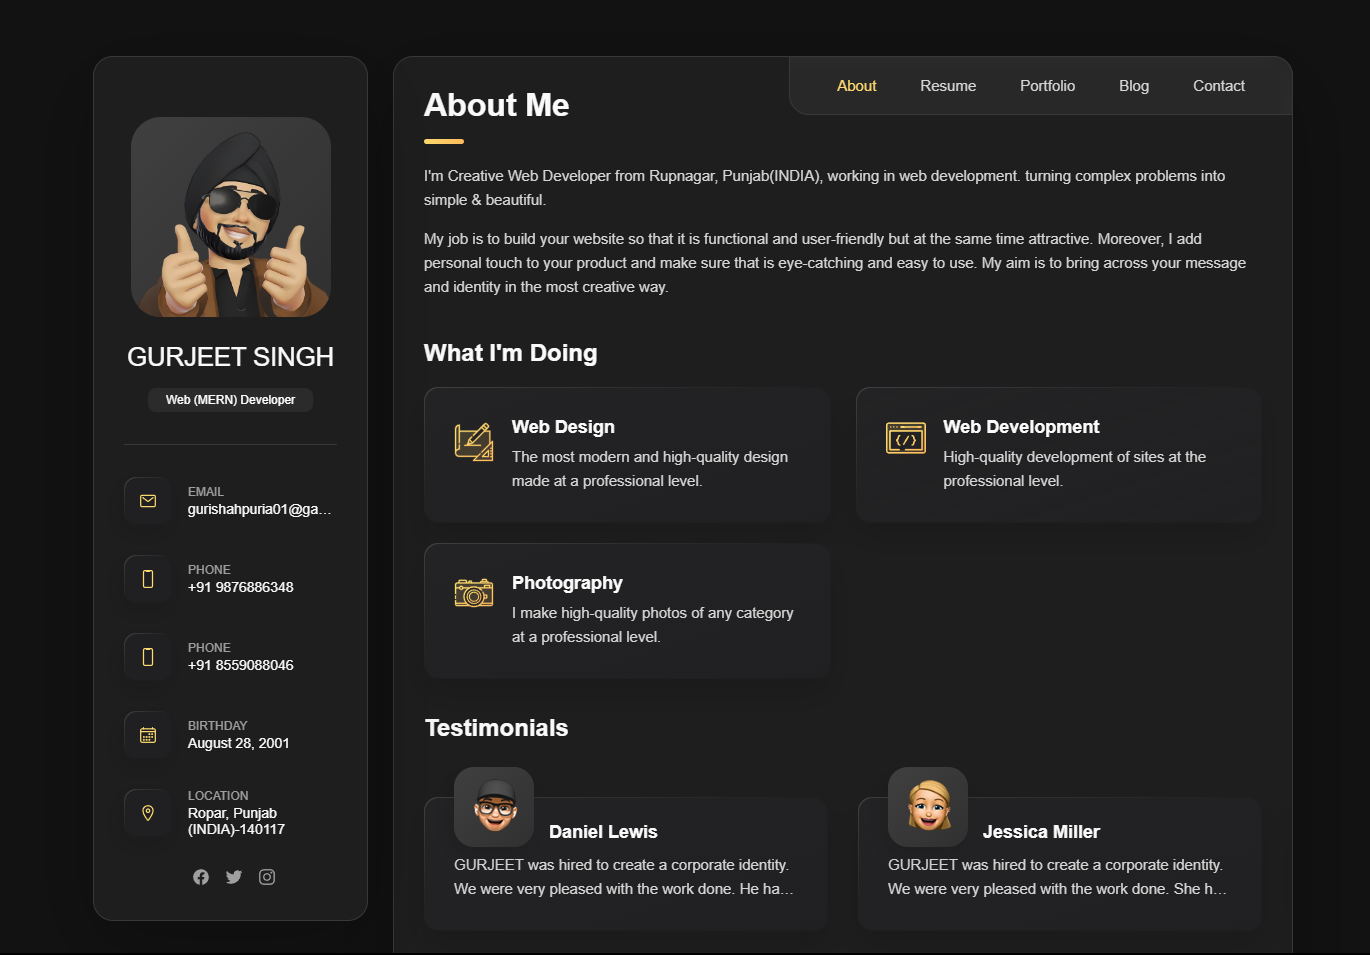 GURJEET SINGH
Web (MERN) Developer
EMAIL
gurishahpuria01@ga...
PHONE
+91 9876886348
PHONE
+91 8559088046
BIRTHDAY
August 28, 2001
LOCATION
Ropar, Punjab
(INDIA)-140117
About Resume Portfolio Blog Contact
About Me
I'm Creative Web Developer from Rupnagar, Punjab(INDIA), working in web development. turning complex problems into
simple & beautiful.
My job is to build your website so that it is functional and user-friendly but at the same time attractive. Moreover, I add
personal touch to your product and make sure that is eye-catching and easy to use. My aim is to bring across your message
and identity in the most creative way.
What I'm Doing
Web Design
The most modern and high-quality design
made at a professional level.
Web Development
High-quality development of sites at the
professional level.
Photography
I make high-quality photos of any category
at a professional level.
Testimonials
Daniel Lewis
GURJEET was hired to create a corporate identity.
We were very pleased with the work done. He ha...
Jessica Miller
GURJEET was hired to create a corporate identity.
We were very pleased with the work done. She h...